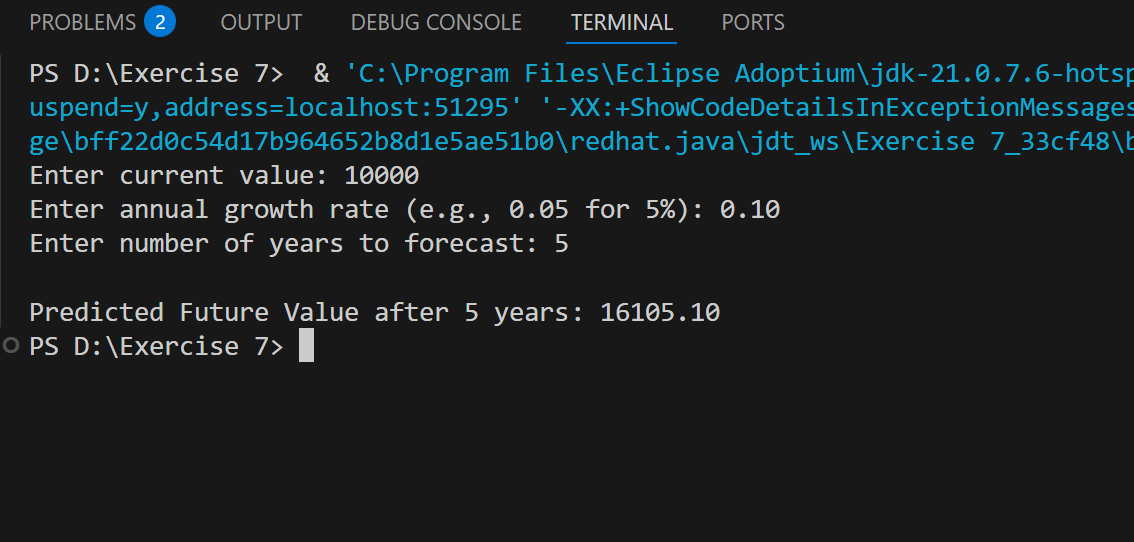 PROBLEMS 2 OUTPUT DEBUG CONSOLE TERMINAL PORTS
PS D:\Exercise 7>  & 'C:\Program Files\Eclipse Adoptium\jdk-21.0.7.6-hotsp
uspend=y,address=localhost:51295' '-XX:+ShowCodeDetailsInExceptionMessages
ge\bff22d0c54d17b964652b8d1e5ae51b0\redhat.java\jdt_ws\Exercise 7_33cf48\b
Enter current value: 10000
Enter annual growth rate (e.g., 0.05 for 5%): 0.10
Enter number of years to forecast: 5
Predicted Future Value after 5 years: 16105.10
PS D:\Exercise 7>